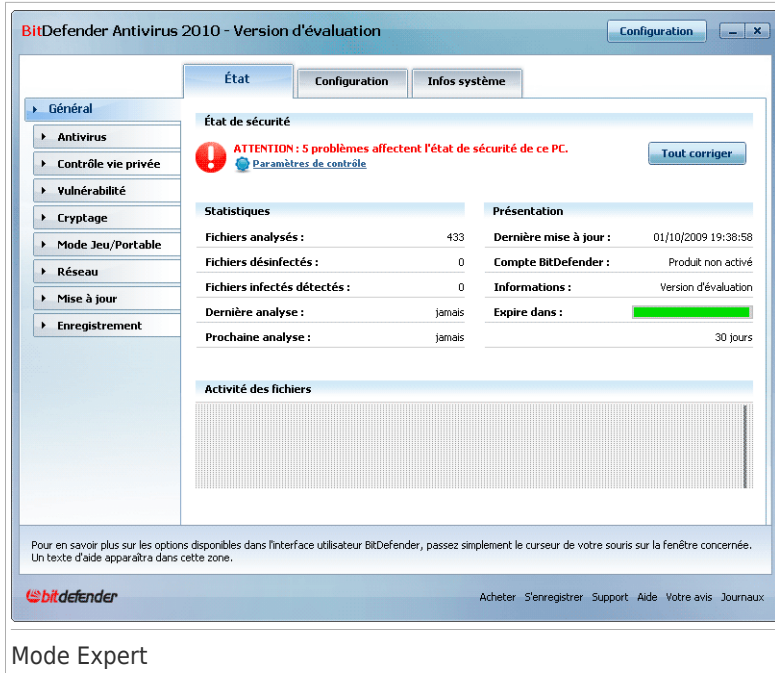 BitDefender Antivirus 2010 - Version d'évaluation
Configuration
État
Configuration
Infos système
Général
Antivirus
Contrôle vie privée
Vulnérabilité
Cryptage
Mode Jeu/Portable
Réseau
Mise à jour
Enregistrement
État de sécurité
ATTENTION : 5 problèmes affectent l'état de sécurité de ce PC.
Paramètres de contrôle
Tout corriger
Statistiques
Fichiers analysés : 433
Fichiers désinfectés : 0
Fichiers infectés détectés : 0
Dernière analyse : jamais
Prochaine analyse : jamais
Présentation
Dernière mise à jour : 01/10/2009 19:38:58
Compte BitDefender : Produit non activé
Informations : Version d'évaluation
Expire dans :
30 jours
Activité des fichiers
Pour en savoir plus sur les options disponibles dans l'interface utilisateur BitDefender, passez simplement le curseur de votre souris sur la fenêtre concernée.
Un texte d'aide apparaîtra dans cette zone.
bitdefender
Acheter S'enregistrer Support Aide Votre avis Journaux
Mode Expert